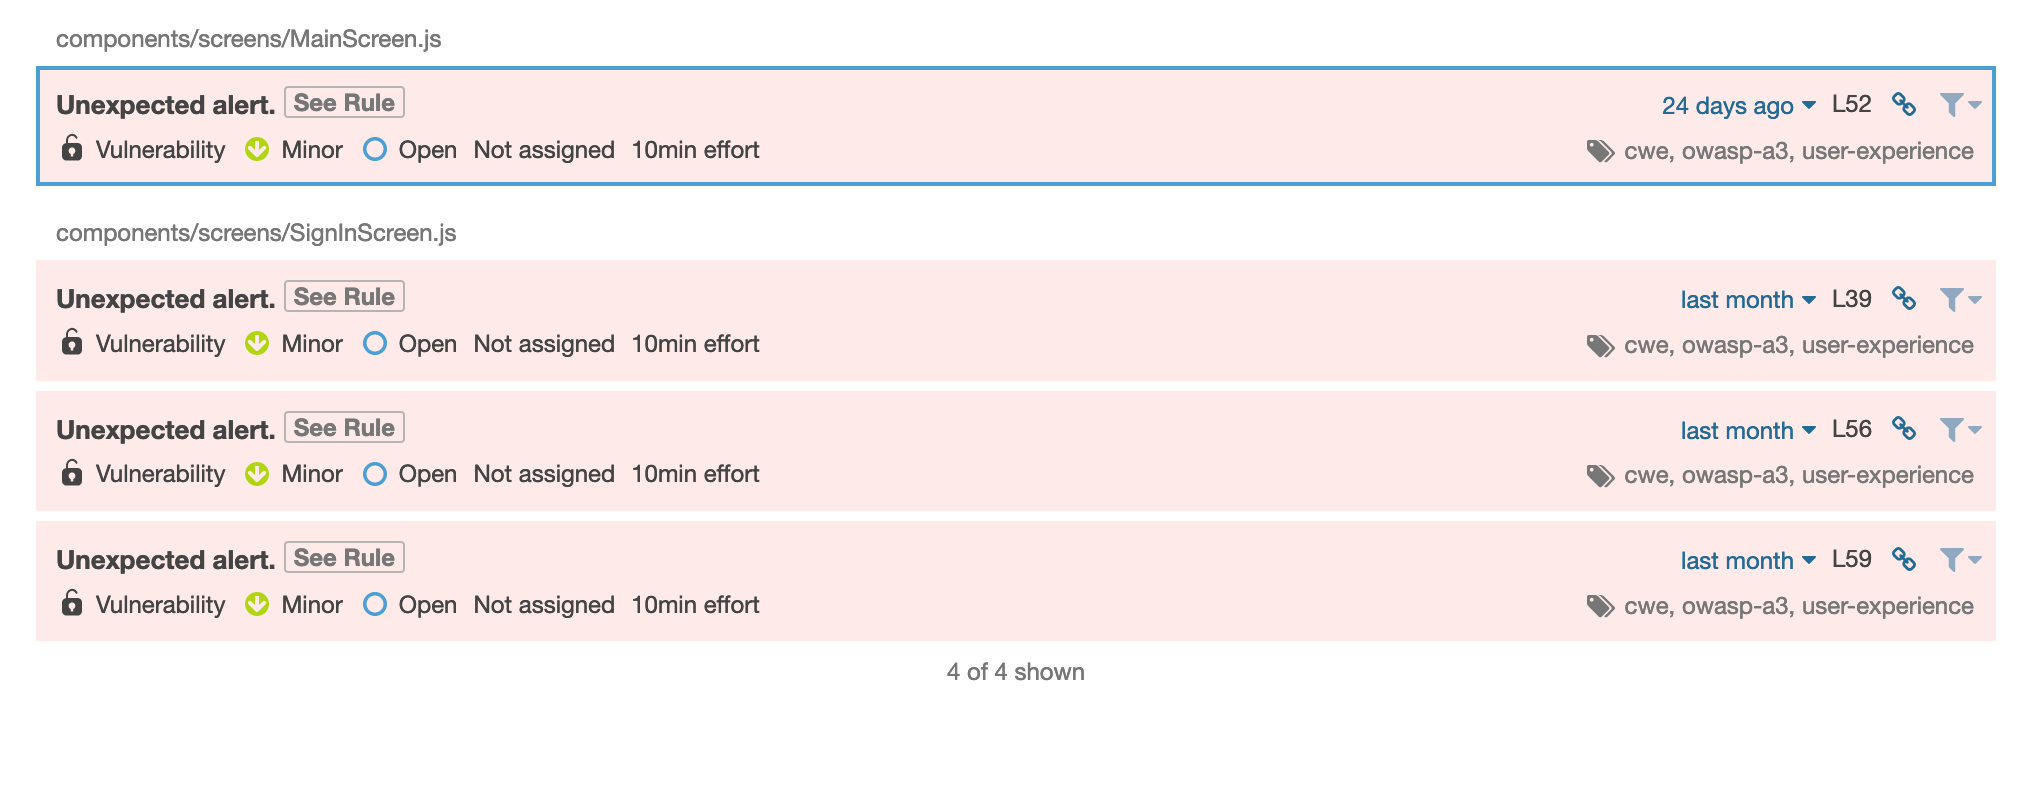 components/screens/MainScreen.js
Unexpected alert. See Rule 24 days ago L52
Vulnerability Minor Open Not assigned 10min effort cwe, owasp-a3, user-experience
components/screens/SignInScreen.js
Unexpected alert. See Rule last month L39
Vulnerability Minor Open Not assigned 10min effort cwe, owasp-a3, user-experience
Unexpected alert. See Rule last month L56
Vulnerability Minor Open Not assigned 10min effort cwe, owasp-a3, user-experience
Unexpected alert. See Rule last month L59
Vulnerability Minor Open Not assigned 10min effort cwe, owasp-a3, user-experience
4 of 4 shown